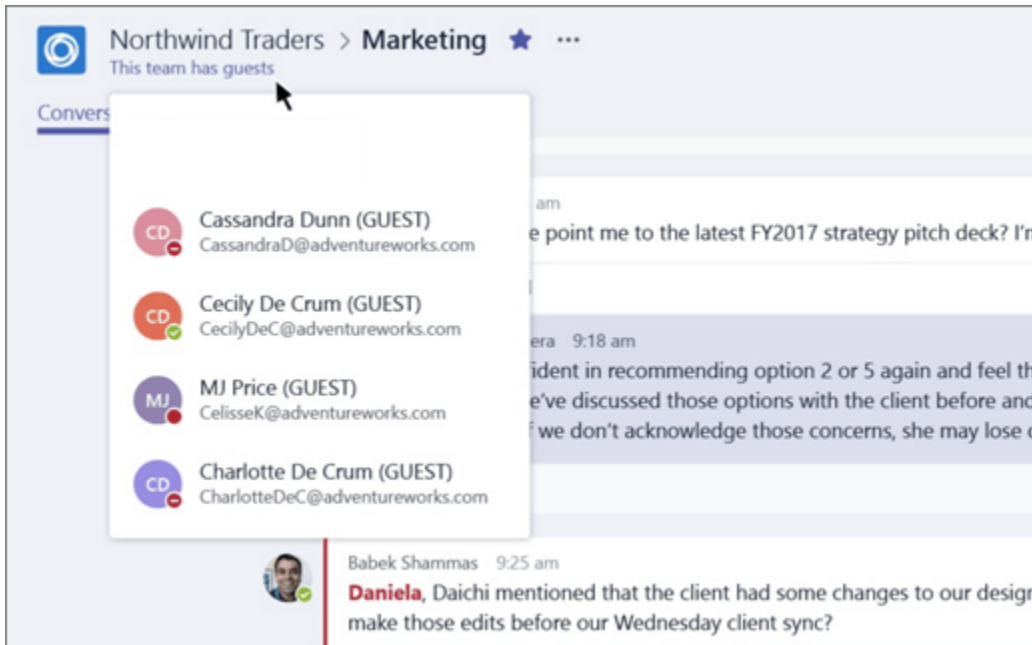 Northwind Traders > Marketing ★ ···
This team has guests
Convers
Cassandra Dunn (GUEST)
CD
CassandraD@adventureworks.com
Cecily De Crum (GUEST)
CD
CecilyDeC@adventureworks.com
MJ Price (GUEST)
MJ
CelisseK@adventureworks.com
Charlotte De Crum (GUEST)
CD
CharlotteDeC@adventureworks.com
am
e point me to the latest FY2017 strategy pitch deck? I'm
era 9:18 am
ident in recommending option 2 or 5 again and feel th
e've discussed those options with the client before and
f we don't acknowledge those concerns, she may lose
Babek Shammas 9:25 am
Daniela, Daichi mentioned that the client had some changes to our design
make those edits before our Wednesday client sync?